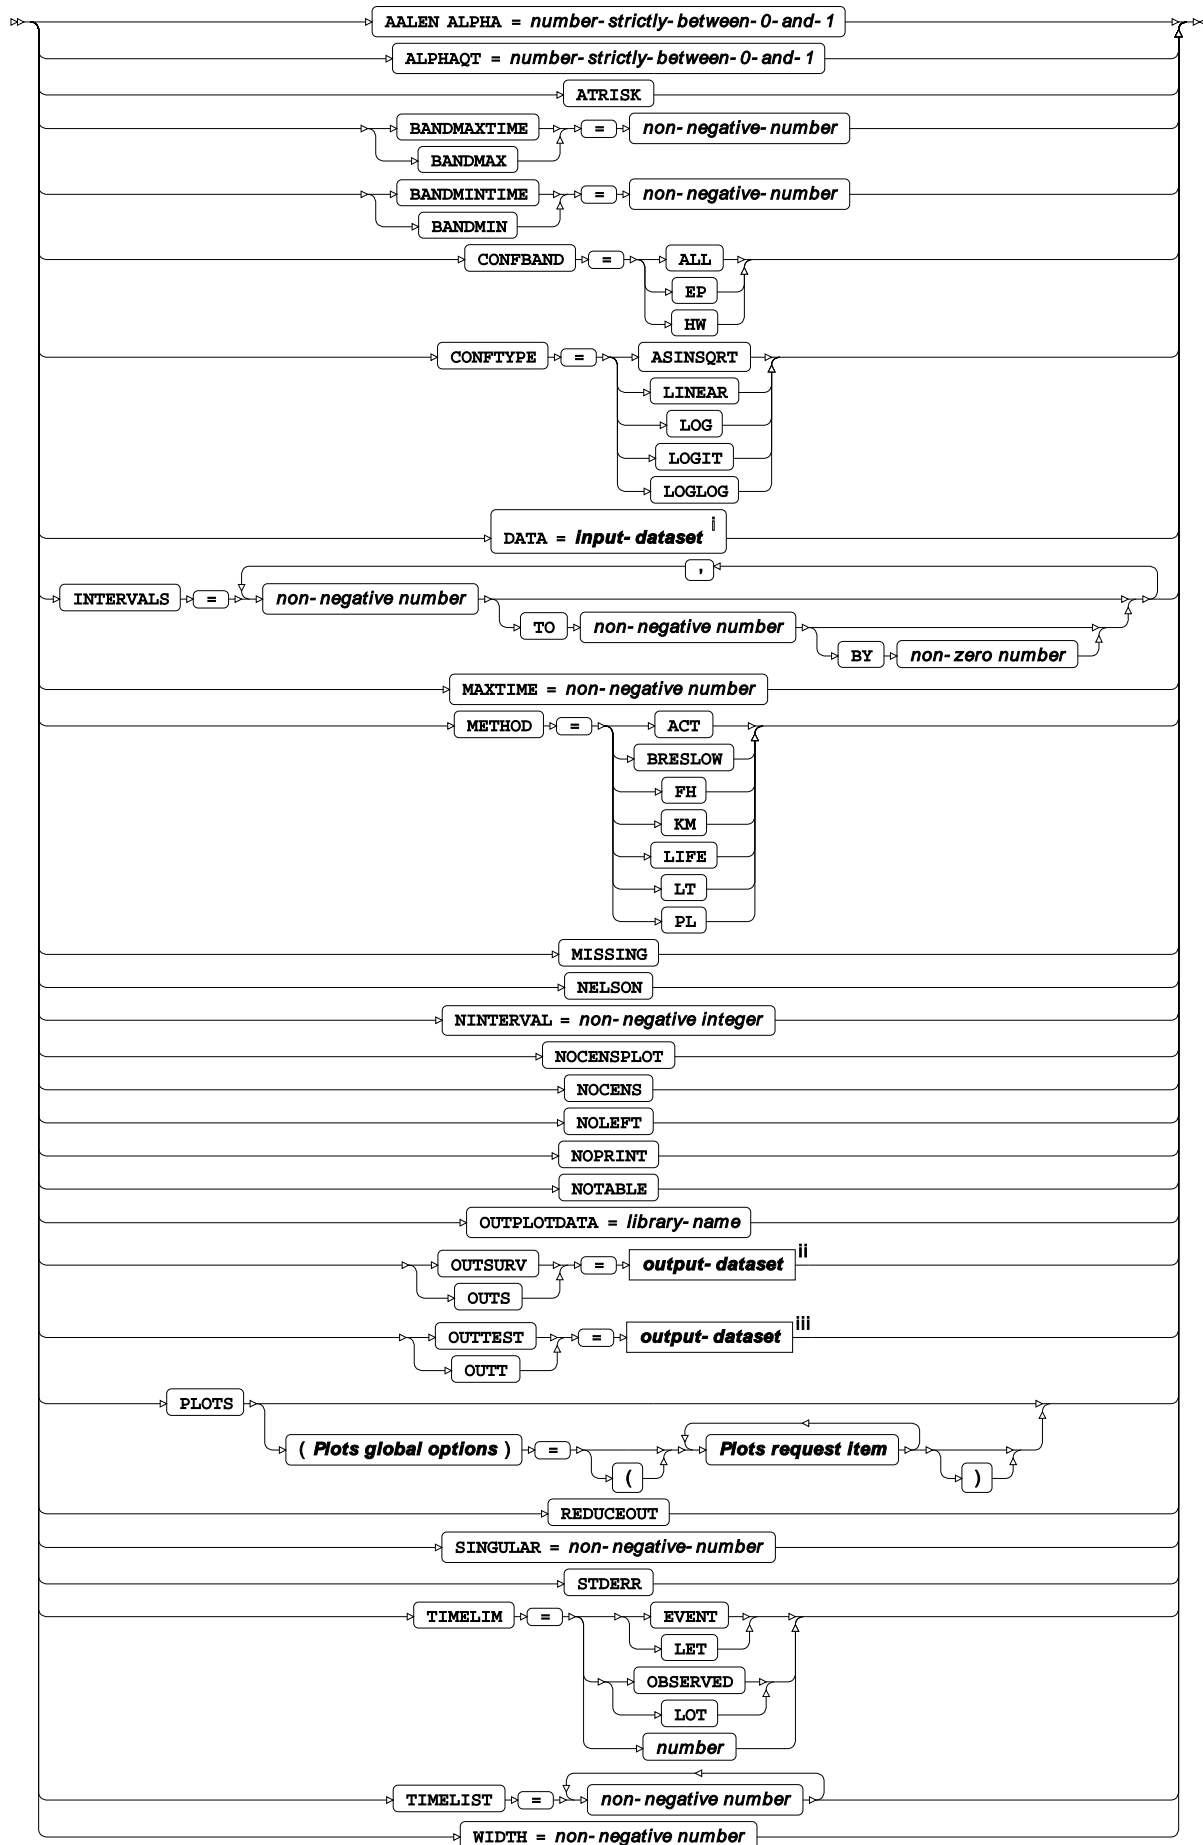 AALEN ALPHA = number-strictly-between-0-and-1
ALPHAQT = number-strictly-between-0-and-1
ATRISK
BANDMAXTIME = non-negative-number
BANDMAX
BANDMINTIME = non-negative-number
BANDMIN
CONFBAND = ALL
EP
HW
CONFTYPE = ASINSQRT
LINEAR
LOG
LOGIT
LOGLOG
DATA = input-dataset i
,
INTERVALS = non-negative number
TO non-negative number
BY non-zero number
MAXTIME = non-negative number
METHOD = ACT
BRESLOW
FH
KM
LIFE
LT
PL
MISSING
NELSON
NINTERVAL = non-negative integer
NOCENSPLOT
NOCENS
NOLEFT
NOPRINT
NOTABLE
OUTPLOTDATA = library-name
OUTSURV = output-dataset ii
OUTS
OUTTEST = output-dataset iii
OUTT
PLOTS
( Plots global options ) = Plots request item
( )
REDUCEOUT
SINGULAR = non-negative-number
STDERR
TIMELIM = EVENT
LET
OBSERVED
LOT
number
TIMELIST = non-negative number
WIDTH = non-negative number